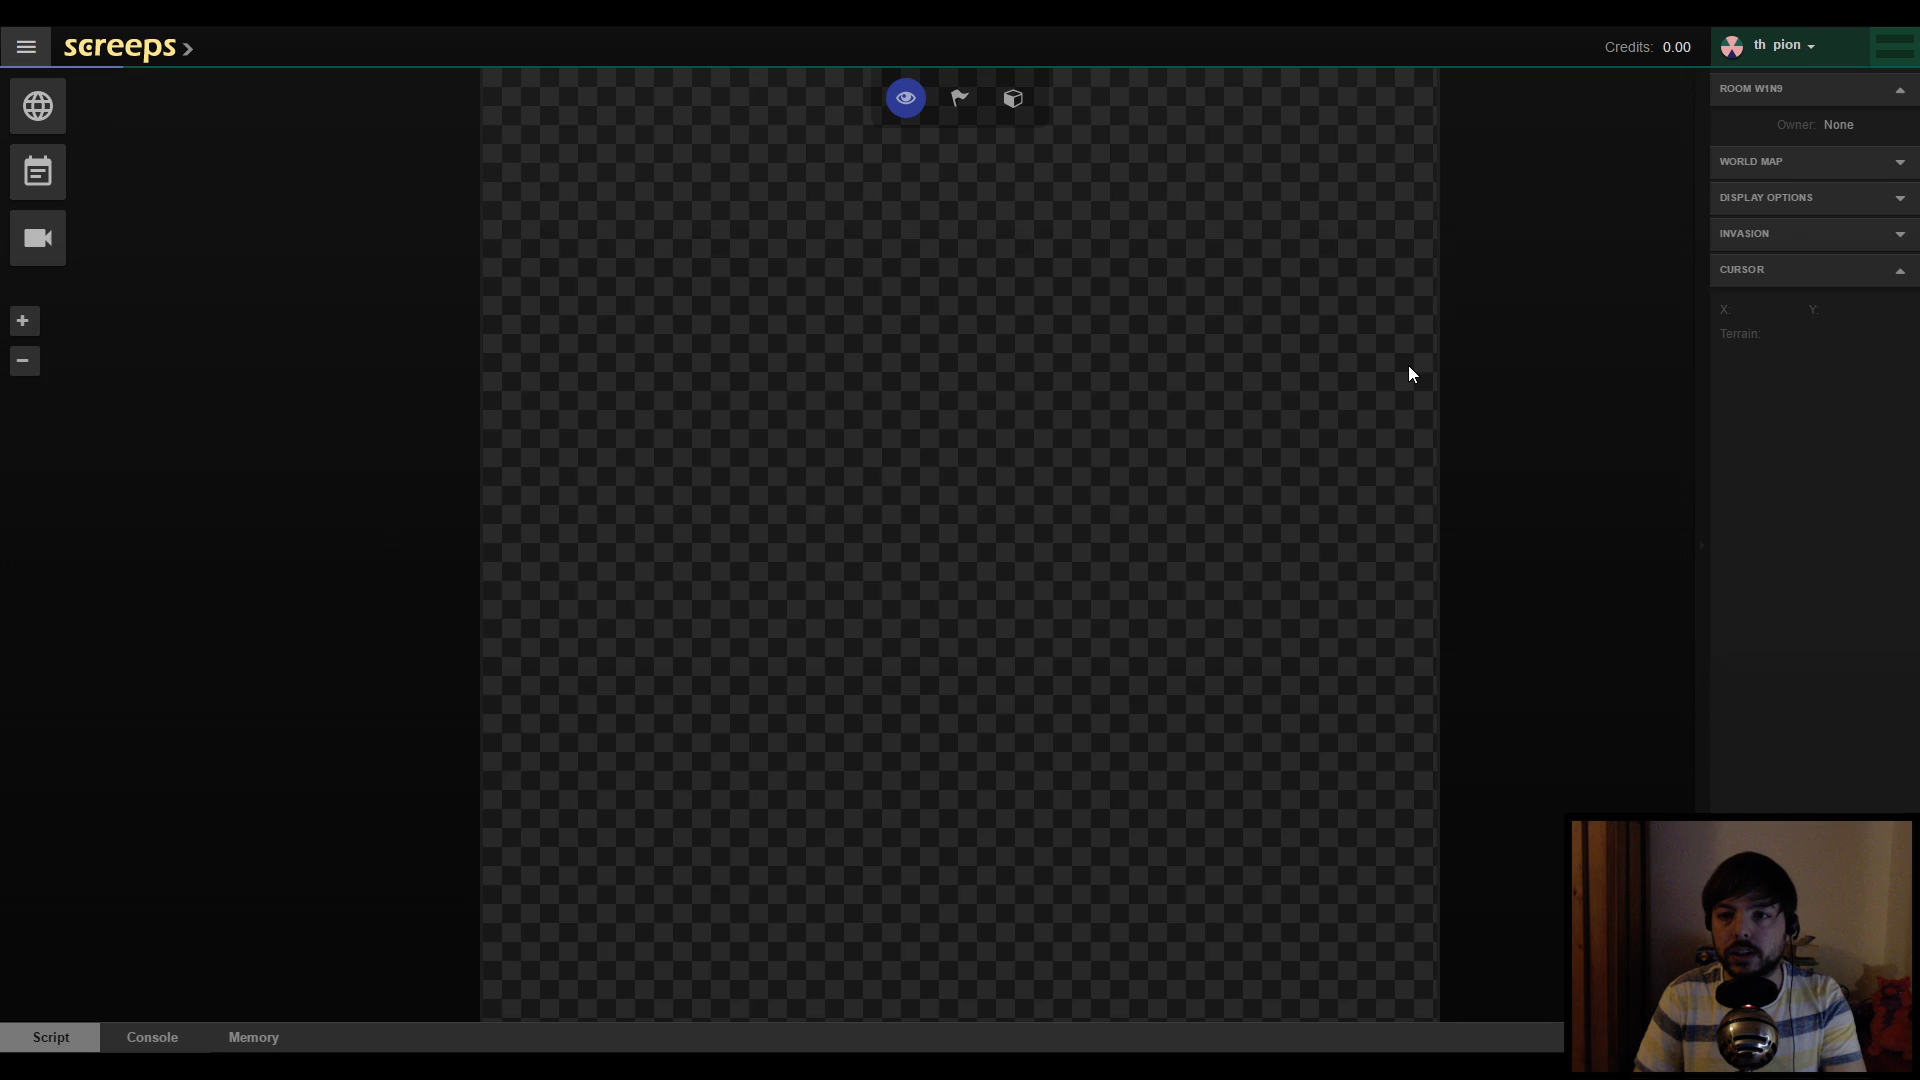 screeps
Credits: 0.00
th pion
ROOM W1N9
Owner: None
WORLD MAP
DISPLAY OPTIONS
INVASION
CURSOR
X: Y:
Terrain:
Script Console Memory